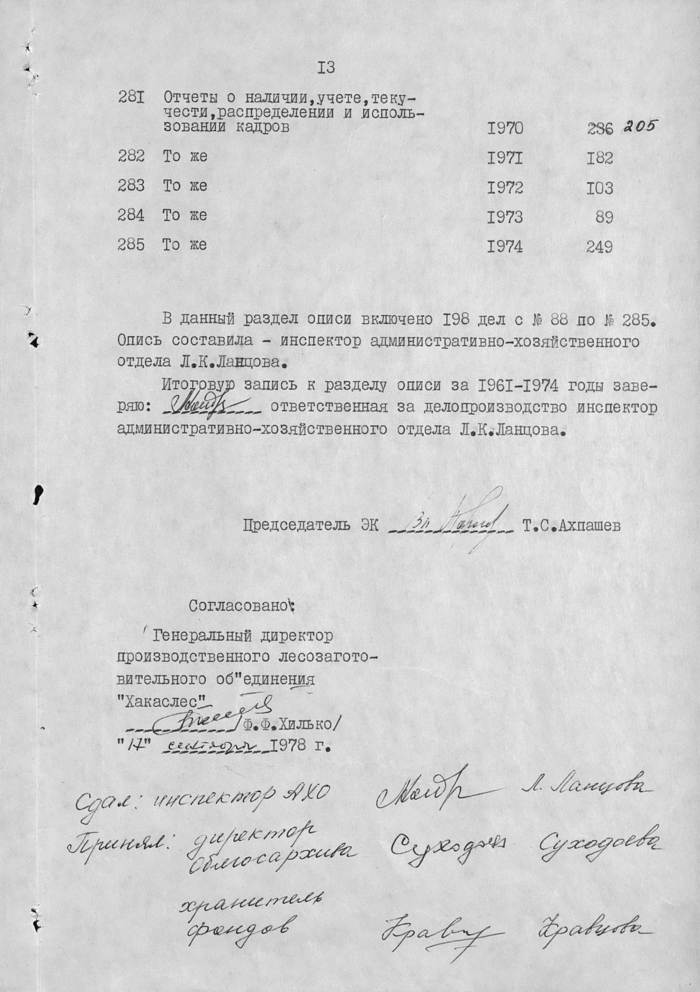 13
281 Отчеты о наличии, учете, теку-
чести, распределении и исполь-
зовании кадров 1970 236 205
282 То же 1971 182
283 То же 1972 103
284 То же 1973 89
285 То же 1974 249
В данный раздел описи включено 198 дел с № 88 по № 285.
Опись составила - инспектор административно-хозяйственного
отдела Л.К.Ланцова.
Итоговую запись к разделу описи за 1961-1974 годы заве-
ряю: ответственная за делопроизводство инспектор
административно-хозяйственного отдела Л.К.Ланцова.
Председатель ЭК Т.С.Ахпашев
Согласовано:
Генеральный директор
производственного лесозагото-
вительного об"единения
"Хакаслес"
/Ф.Ф.Хилько/
"17" сентября 1978 г.
Сдал: инспектор АХО Л. Ланцова
Принял: директор
Облгосархива Суходоева
хранитель
фондов Кравцова